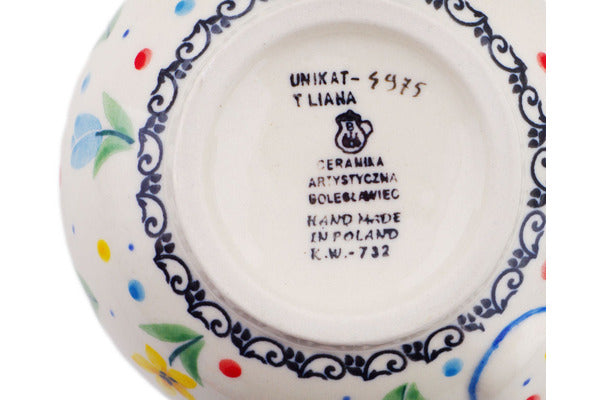 UNIKAT- 4975
T LIANA
CERAMIKA
ARTYSTYCZNA
BOLESŁAWIEC
HAND MADE
IN POLAND
K.W.-732